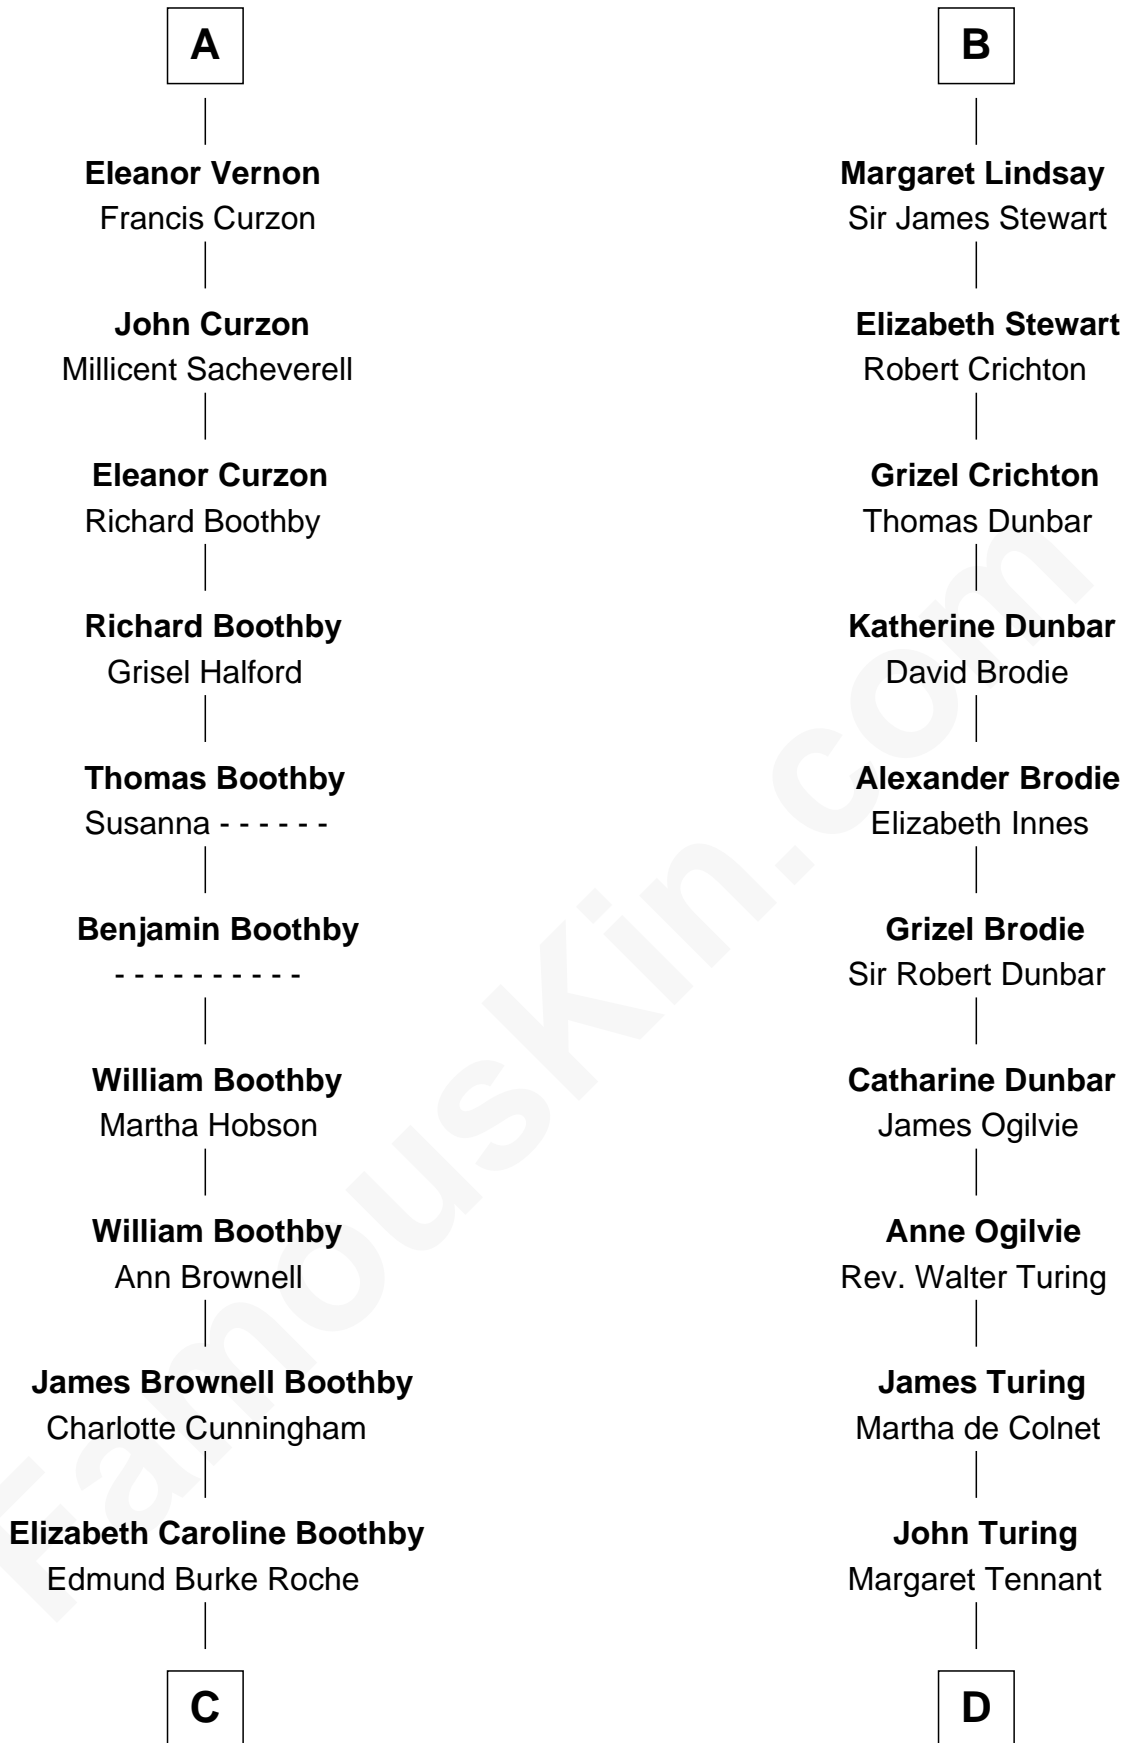 A
Eleanor Vernon
Francis Curzon
John Curzon
Millicent Sacheverell
Eleanor Curzon
Richard Boothby
Richard Boothby
Grisel Halford
Thomas Boothby
Susanna - - - - - -
Benjamin Boothby
- - - - - - - - - -
William Boothby
Martha Hobson
William Boothby
Ann Brownell
James Brownell Boothby
Charlotte Cunningham
Elizabeth Caroline Boothby
Edmund Burke Roche
C
B
Margaret Lindsay
Sir James Stewart
Elizabeth Stewart
Robert Crichton
Grizel Crichton
Thomas Dunbar
Katherine Dunbar
David Brodie
Alexander Brodie
Elizabeth Innes
Grizel Brodie
Sir Robert Dunbar
Catharine Dunbar
James Ogilvie
Anne Ogilvie
Rev. Walter Turing
James Turing
Martha de Colnet
John Turing
Margaret Tennant
D
FamousKin.com